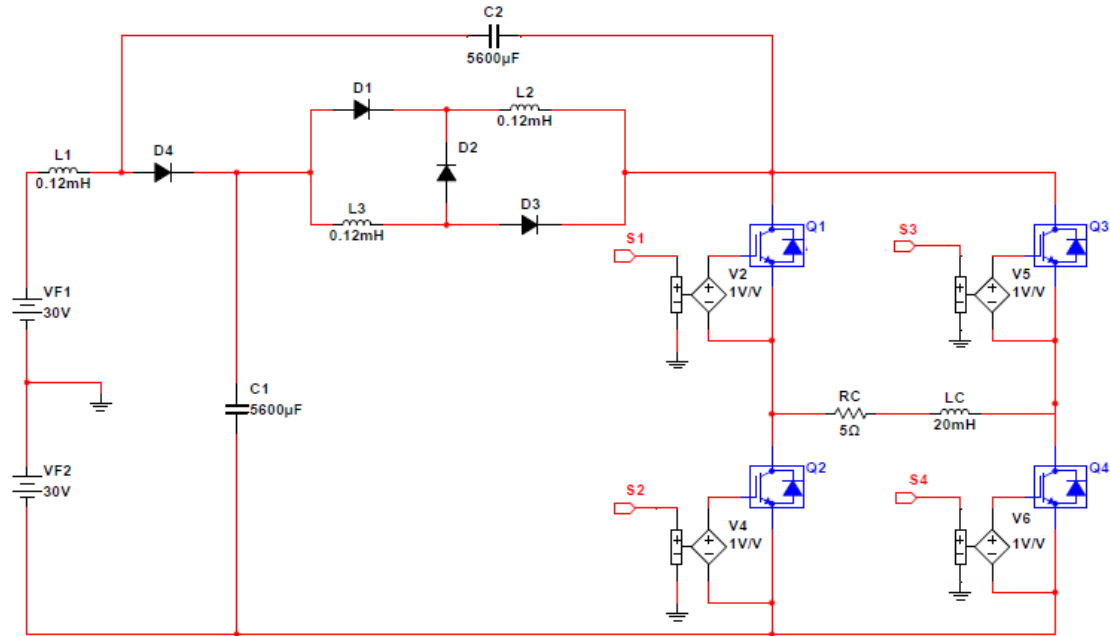 C2
5600µF
D1
L2
0.12mH
L1
0.12mH
D4
D2
L3
0.12mH
D3
S1
Q1
S3
Q3
V2
1V/V
V5
1V/V
VF1
30V
C1
5600µF
RC
5Ω
LC
20mH
VF2
30V
S2
Q2
S4
Q4
V4
1V/V
V6
1V/V